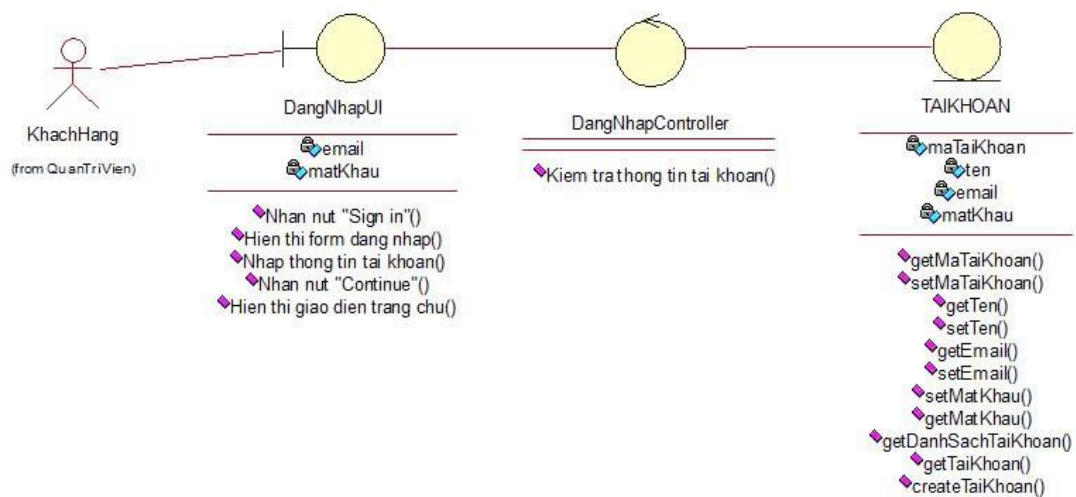 KhachHang
(from QuanTriVien)
DangNhapUI
email
matKhau
Nhan nut "Sign in"()
Hien thi form dang nhap()
Nhap thong tin tai khoan()
Nhan nut "Continue"()
Hien thi giao dien trang chu()
DangNhapController
Kiem tra thong tin tai khoan()
TAIKHOAN
maTaiKhoan
ten
email
matKhau
getMaTaiKhoan()
setMaTaiKhoan()
getTen()
setTen()
getEmail()
setEmail()
setMatKhau()
getMatKhau()
getDanhSachTaiKhoan()
getTaiKhoan()
createTaiKhoan()